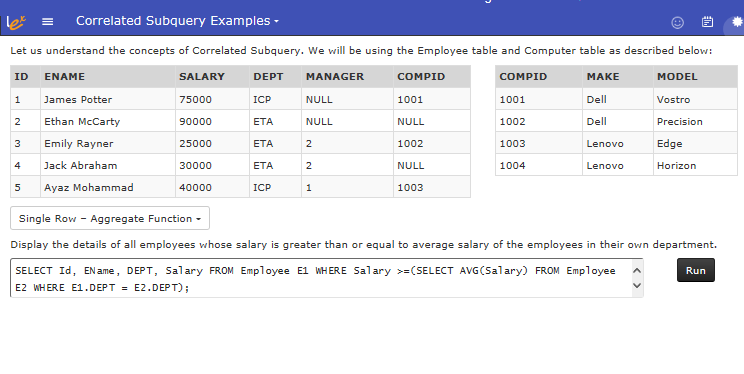 Correlated Subquery Examples
Let us understand the concepts of Correlated Subquery. We will be using the Employee table and Computer table as described below:
ID ENAME SALARY DEPT MANAGER COMPID
1 James Potter 75000 ICP NULL 1001
2 Ethan McCarty 90000 ETA NULL NULL
3 Emily Rayner 25000 ETA 2 1002
4 Jack Abraham 30000 ETA 2 NULL
5 Ayaz Mohammad 40000 ICP 1 1003
COMPID MAKE MODEL
1001 Dell Vostro
1002 Dell Precision
1003 Lenovo Edge
1004 Lenovo Horizon
Single Row – Aggregate Function
Display the details of all employees whose salary is greater than or equal to average salary of the employees in their own department.
SELECT Id, EName, DEPT, Salary FROM Employee E1 WHERE Salary >=(SELECT AVG(Salary) FROM Employee
E2 WHERE E1.DEPT = E2.DEPT);
Run